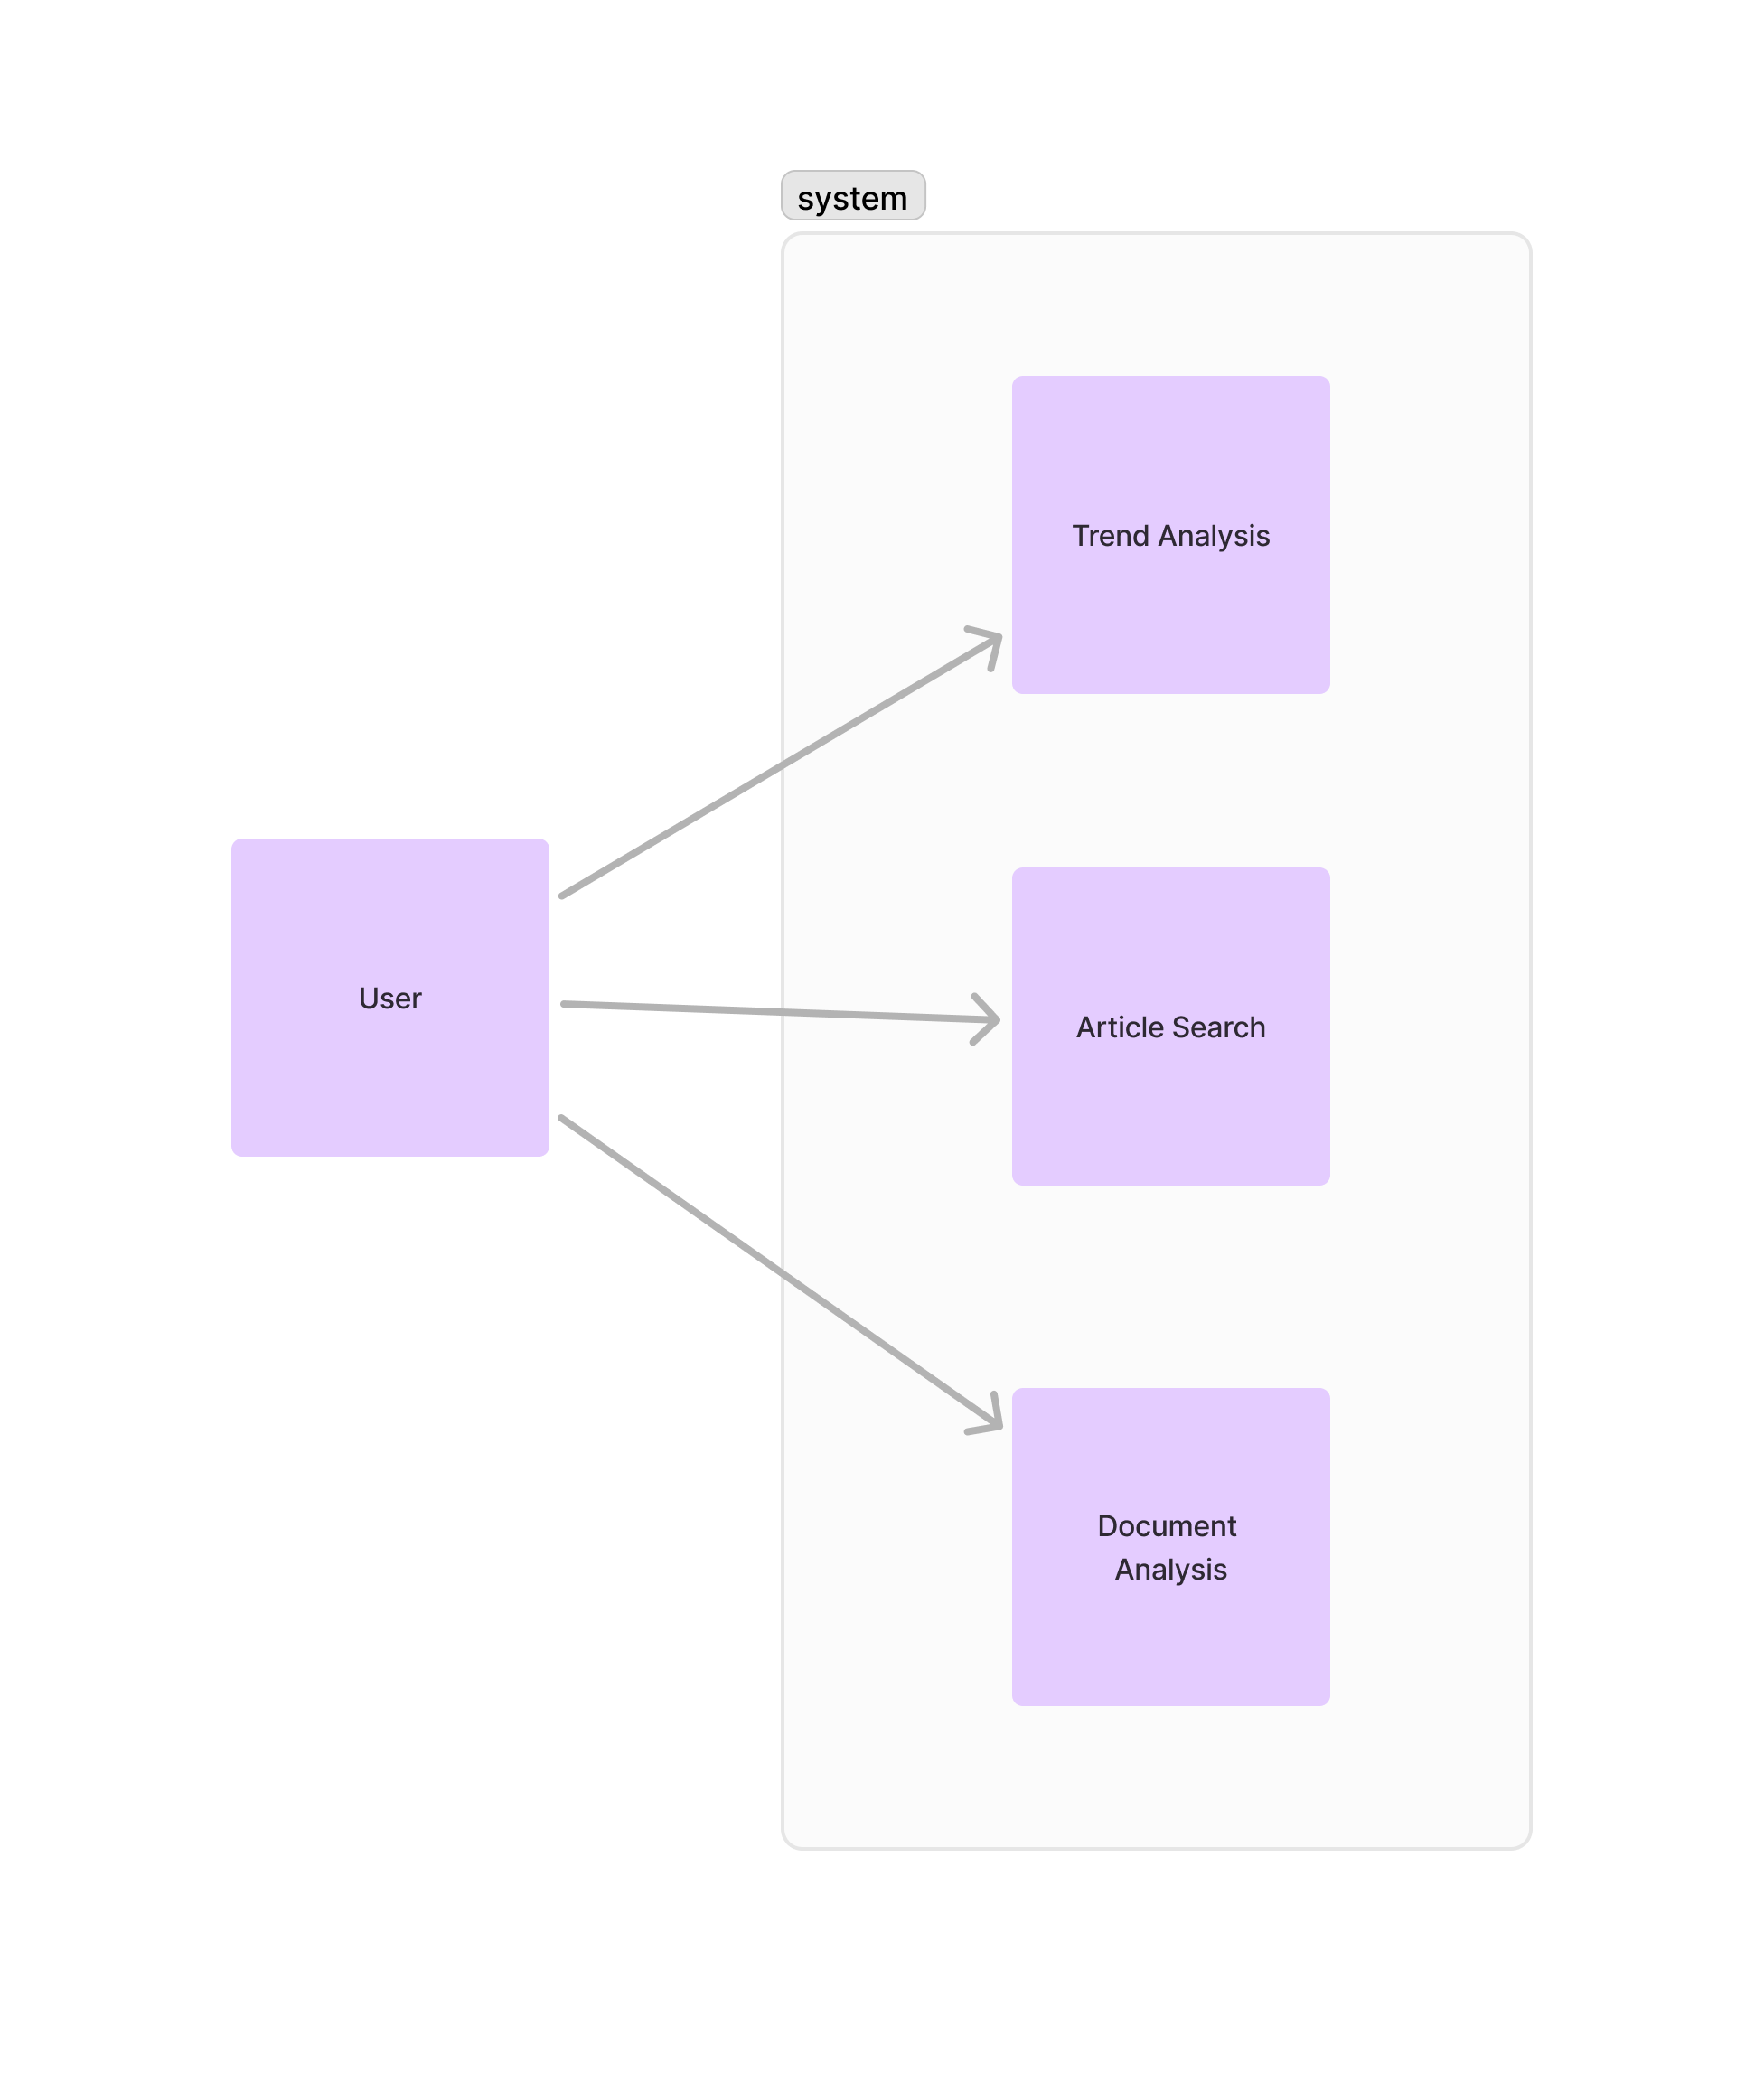 system
Trend Analysis
User
Article Search
Document
Analysis